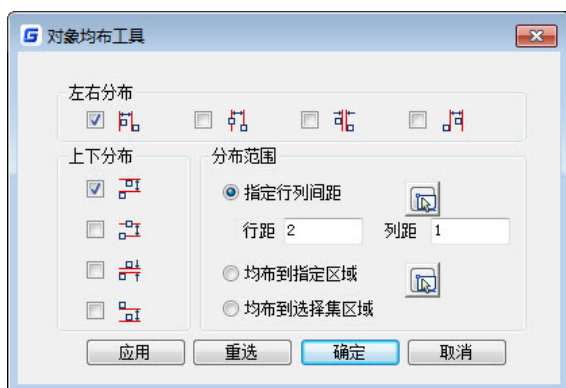 对象均布工具
左右分布
上下分布
分布范围
指定行列间距
行距 2 列距 1
均布到指定区域
均布到选择集区域
应用 重选 确定 取消